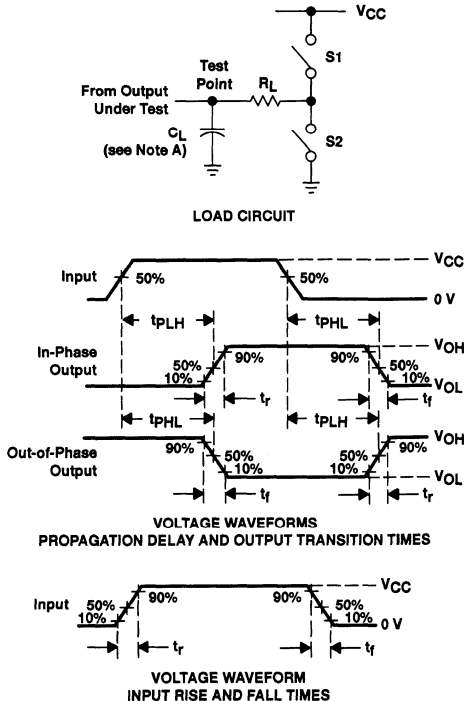 VCC
S1
Test
Point
RL
From Output
Under Test
CL
(see Note A)
S2
LOAD CIRCUIT
VCC
Input
50%
50%
0 V
tPLH
tPHL
VOH
In-Phase
Output
90%
90%
50%
50%
10%
10%
VOL
tr
tf
tPHL
tPLH
VOH
Out-of-Phase
Output
90%
90%
50%
50%
10%
10%
VOL
tf
tr
VOLTAGE WAVEFORMS
PROPAGATION DELAY AND OUTPUT TRANSITION TIMES
VCC
Input
90%
90%
50%
50%
10%
10%
0 V
tr
tf
VOLTAGE WAVEFORM
INPUT RISE AND FALL TIMES